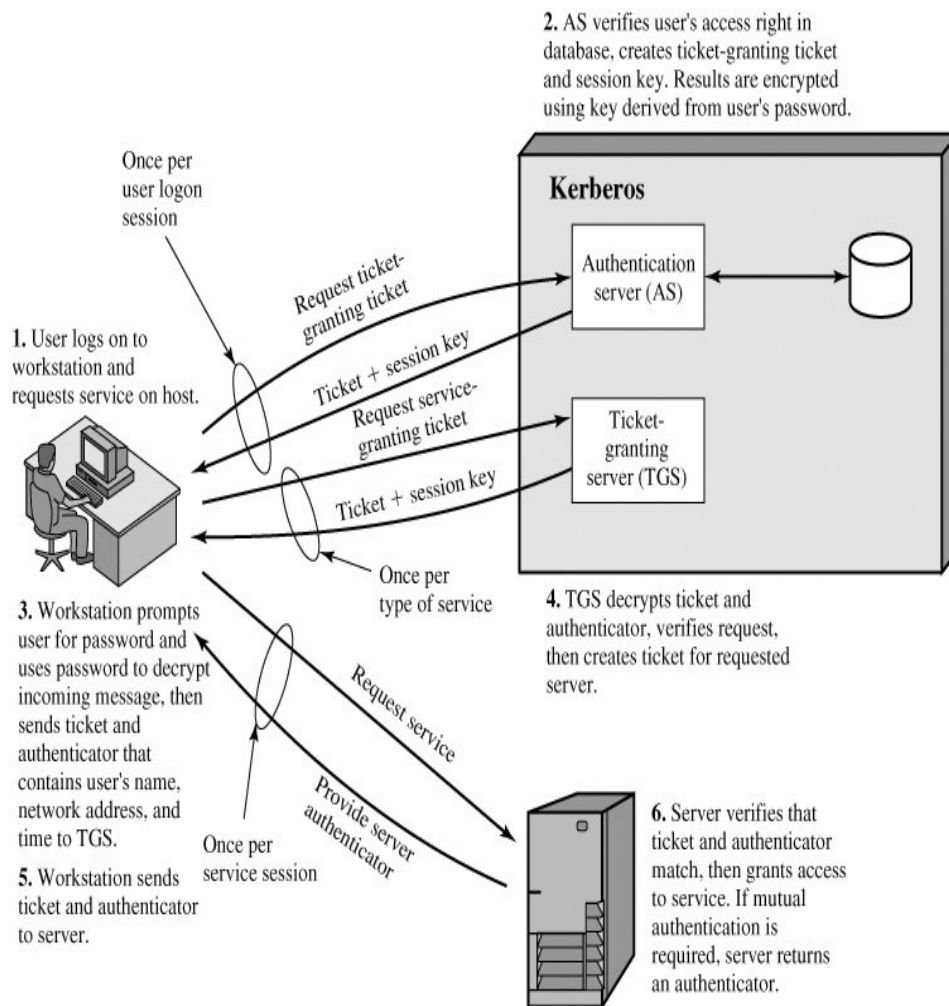 2. AS verifies user's access right in
database, creates ticket-granting ticket
and session key. Results are encrypted
using key derived from user's password.
Once per
user logon
session
Kerberos
Authentication
server (AS)
Request ticket-
granting ticket
1. User logs on to
workstation and
requests service on host.
Ticket + session key
Request service-
granting ticket
Ticket-
granting
server (TGS)
Ticket + session key
Once per
type of service
4. TGS decrypts ticket and
authenticator, verifies request,
then creates ticket for requested
server.
3. Workstation prompts
user for password and
uses password to decrypt
incoming message, then
sends ticket and
authenticator that
contains user's name,
network address, and
time to TGS.
Request service
Provide server
authenticator
Once per
service session
5. Workstation sends
ticket and authenticator
to server.
6. Server verifies that
ticket and authenticator
match, then grants access
to service. If mutual
authentication is
required, server returns
an authenticator.